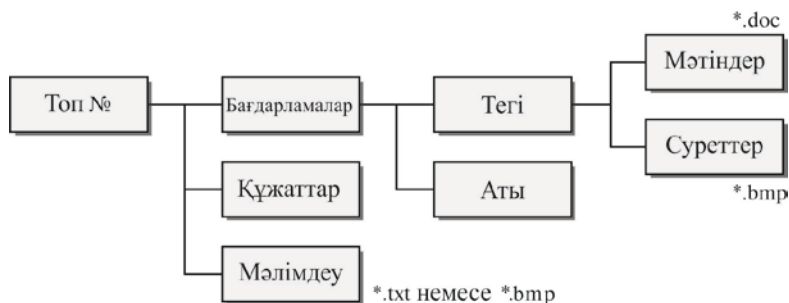 *.doc
Мәтіндер
Топ №
Бағдарламалар
Тегі
Суреттер
Құжаттар
Аты
*.bmp
Мәлімдеу
*.txt немесе *.bmp